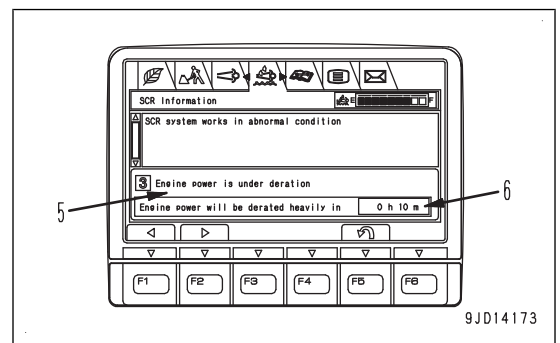 SCR Information
E F
SCR system works in abnormal condition
3 Engine power is under deration
Engine power will be derated heavily in 0 h 10 m
5
6
F1 F2 F3 F4 F5 F6
9JD14173